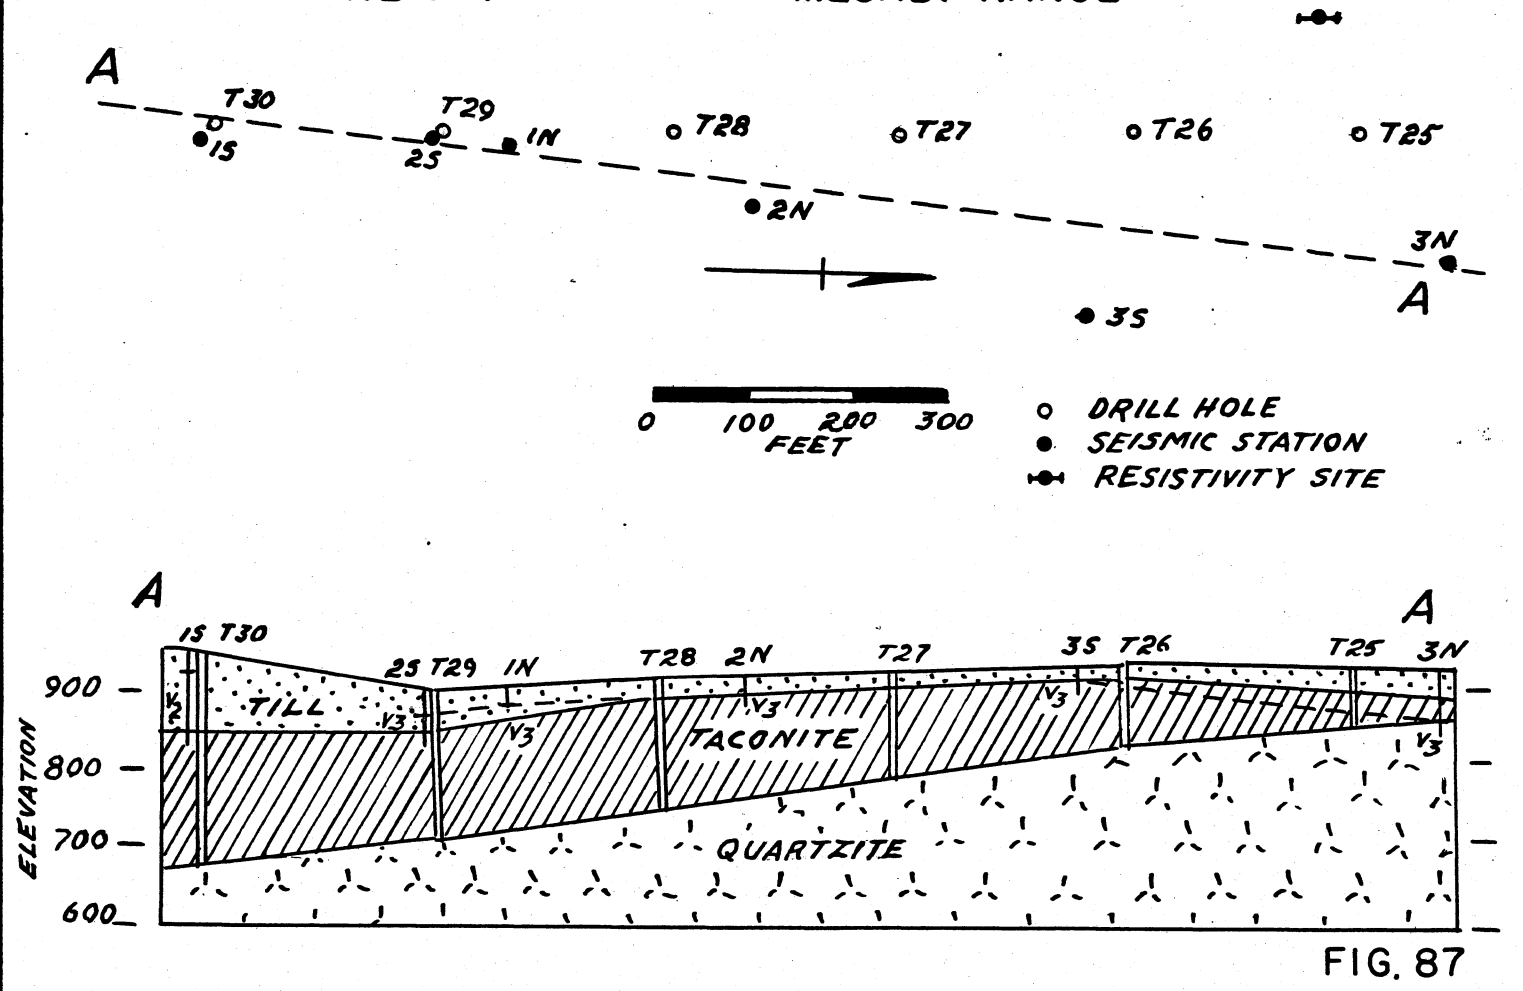 A
T30
T29
T28
T27
T26
T25
1S
2S
1N
2N
3N
A
3S
0 100 200 300
FEET
DRILL HOLE
SEISMIC STATION
RESISTIVITY SITE
A
A
1S T30
2S T29 1N
T28 2N
T27
3S T26
T25 3N
ELEVATION
900
800
700
600
V2
TILL
V3
V3
V3
V3
V3
TACONITE
QUARTZITE
FIG. 87